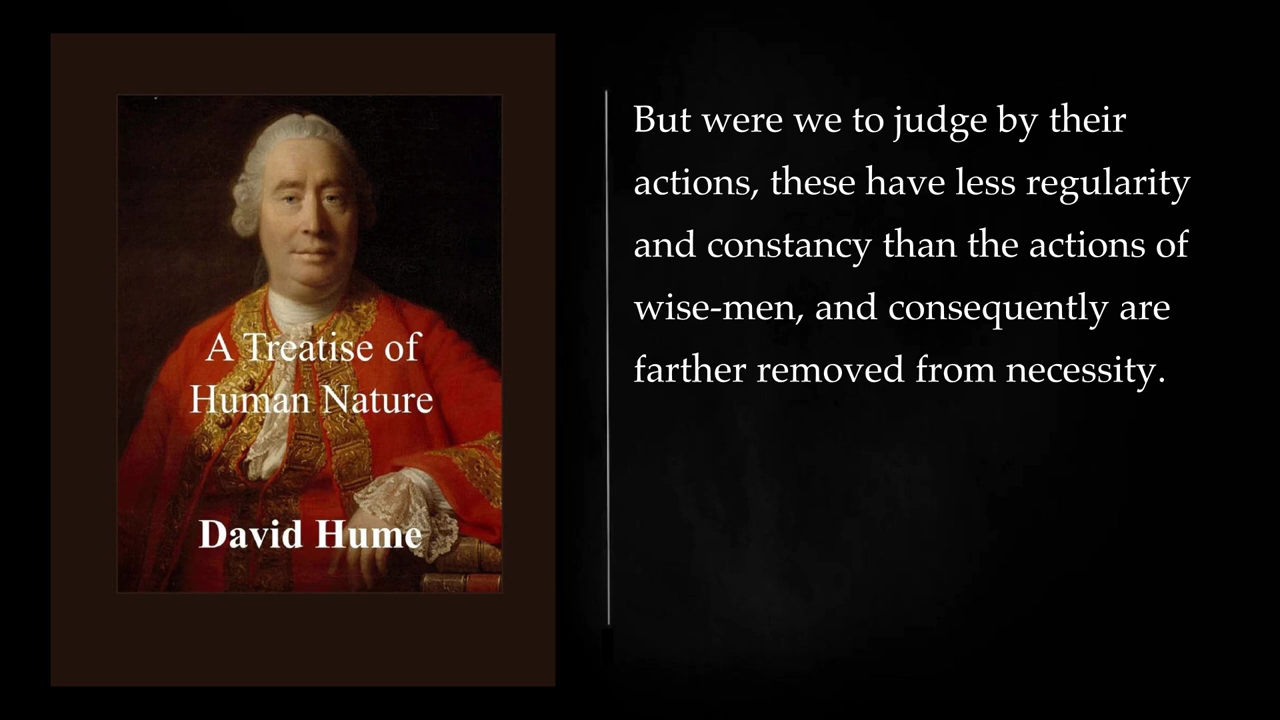 A Treatise of
Human Nature
David Hume
But were we to judge by their
actions, these have less regularity
and constancy than the actions of
wise-men, and consequently are
farther removed from necessity.